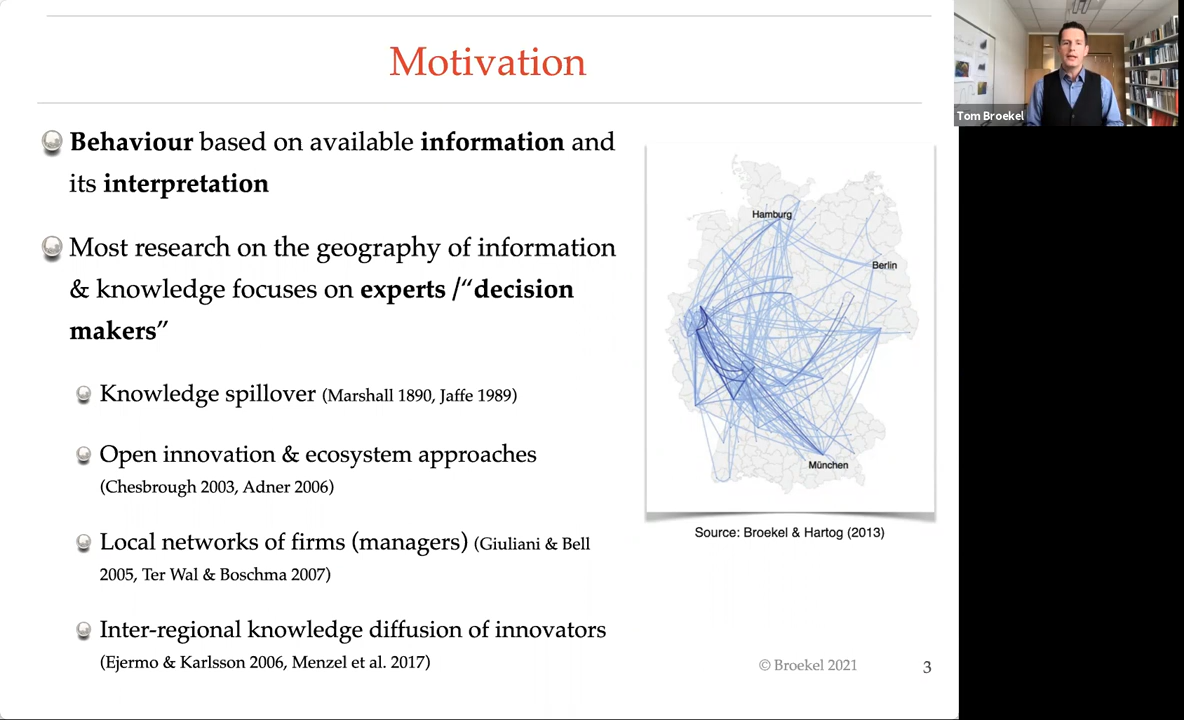 Motivation
Behaviour based on available information and
its interpretation
Most research on the geography of information
& knowledge focuses on experts /“decision
makers”
Knowledge spillover (Marshall 1890, Jaffe 1989)
Open innovation & ecosystem approaches
(Chesbrough 2003, Adner 2006)
Local networks of firms (managers) (Giuliani & Bell
2005, Ter Wal & Boschma 2007)
Inter-regional knowledge diffusion of innovators
(Ejermo & Karlsson 2006, Menzel et al. 2017)
Hamburg
Berlin
München
Source: Broekel & Hartog (2013)
© Broekel 2021
3
Tom Broekel